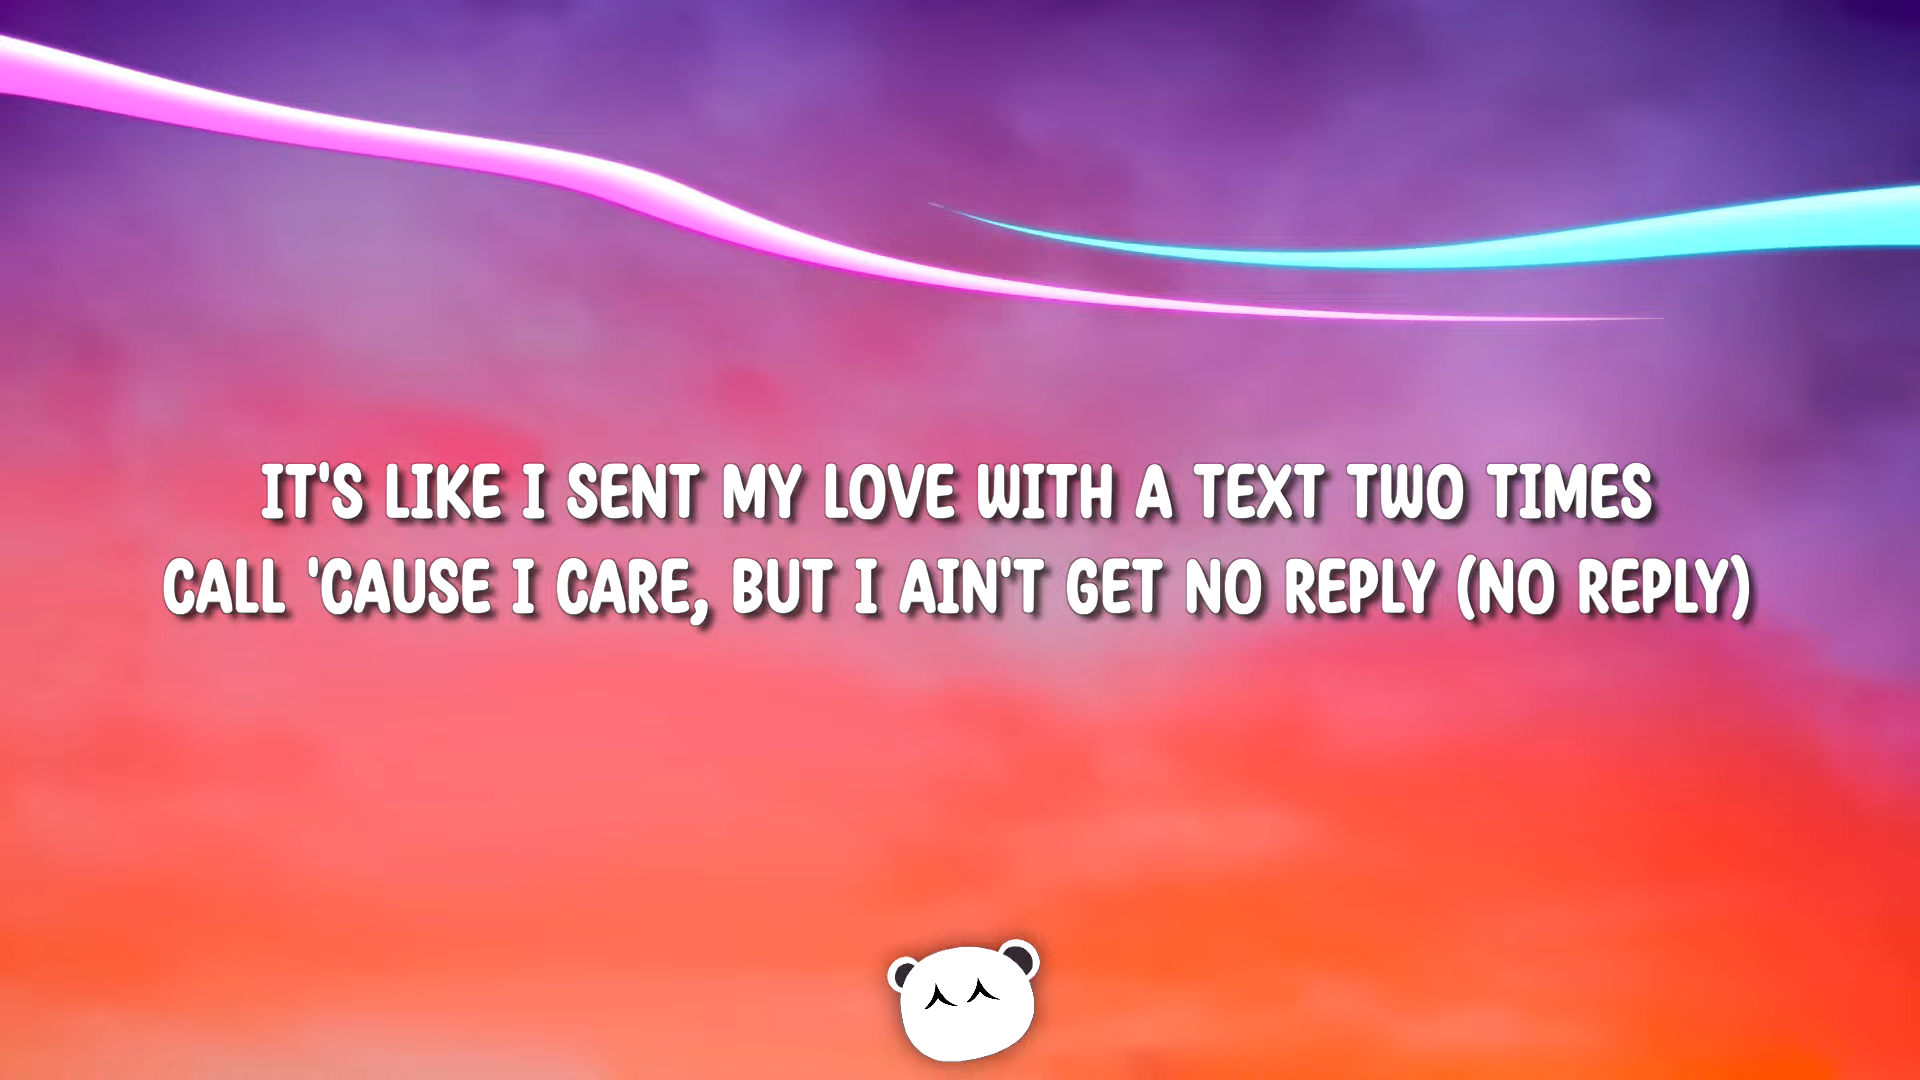 IT'S LIKE I SENT MY LOVE WITH A TEXT TWO TIMES
CALL 'CAUSE I CARE, BUT I AIN'T GET NO REPLY (NO REPLY)